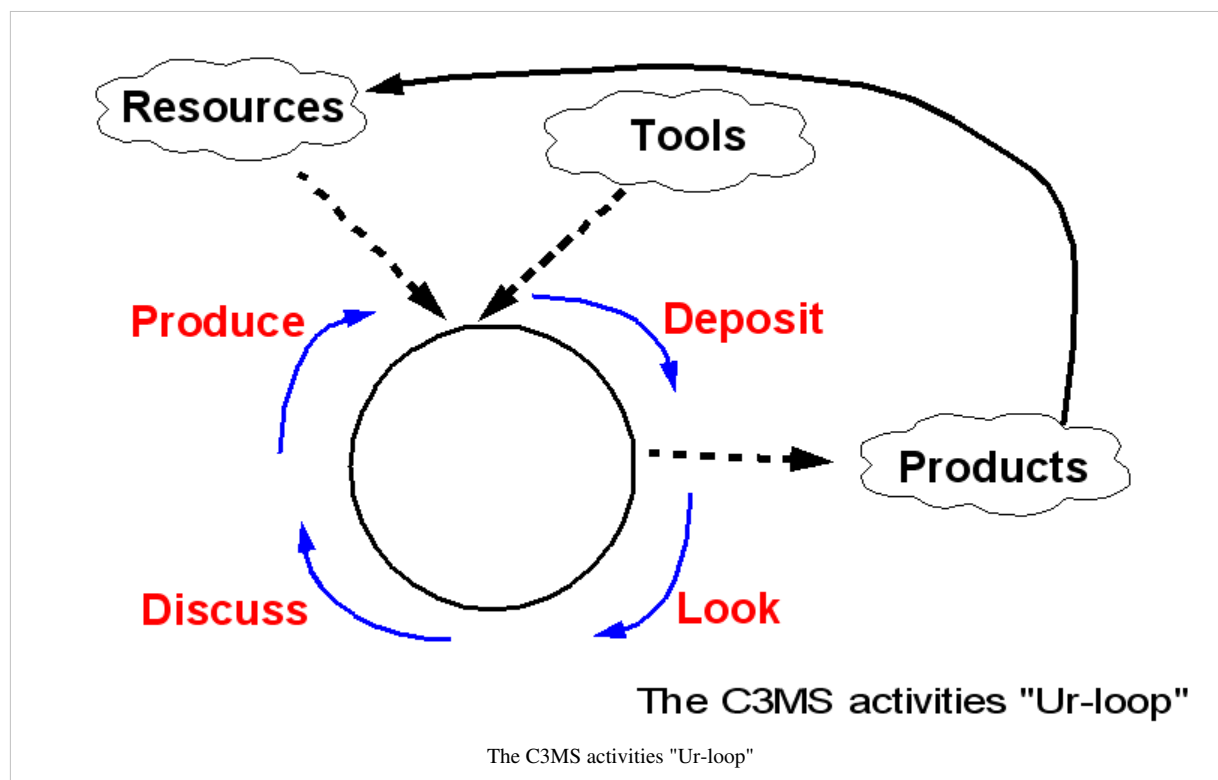 Resources
Tools
Produce
Deposit
Products
Discuss
Look
The C3MS activities "Ur-loop"
The C3MS activities "Ur-loop"